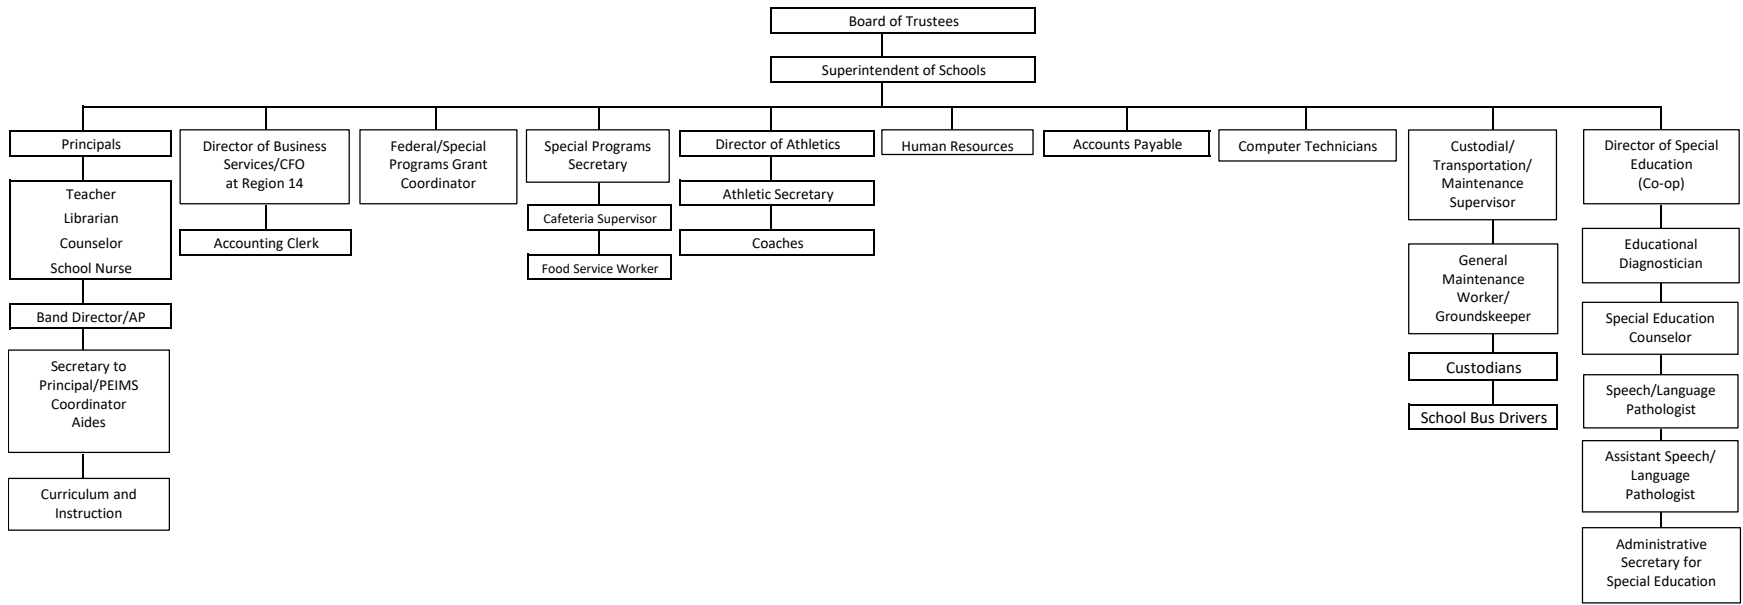 Board of Trustees
Superintendent of Schools
Principals
Teacher
Librarian
Counselor
School Nurse
Band Director/AP
Secretary to
Principal/PEIMS
Coordinator
Aides
Curriculum and
Instruction
Director of Business
Services/CFO
at Region 14
Accounting Clerk
Federal/Special
Programs Grant
Coordinator
Special Programs
Secretary
Cafeteria Supervisor
Food Service Worker
Director of Athletics
Athletic Secretary
Coaches
Human Resources
Accounts Payable
Computer Technicians
Custodial/
Transportation/
Maintenance
Supervisor
General
Maintenance
Worker/
Groundskeeper
Custodians
School Bus Drivers
Director of Special
Education
(Co-op)
Educational
Diagnostician
Special Education
Counselor
Speech/Language
Pathologist
Assistant Speech/
Language
Pathologist
Administrative
Secretary for
Special Education